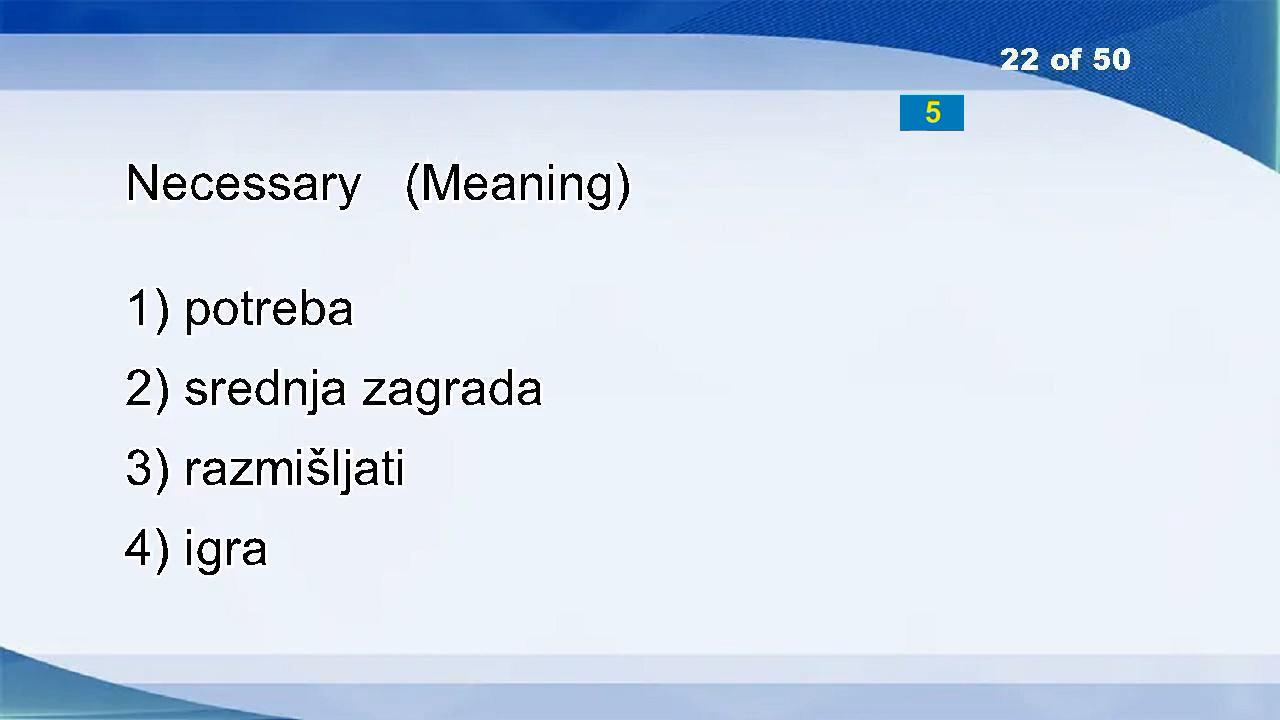 22 of 50
5
Necessary (Meaning)
1) potreba
2) srednja zagrada
3) razmišljati
4) igra